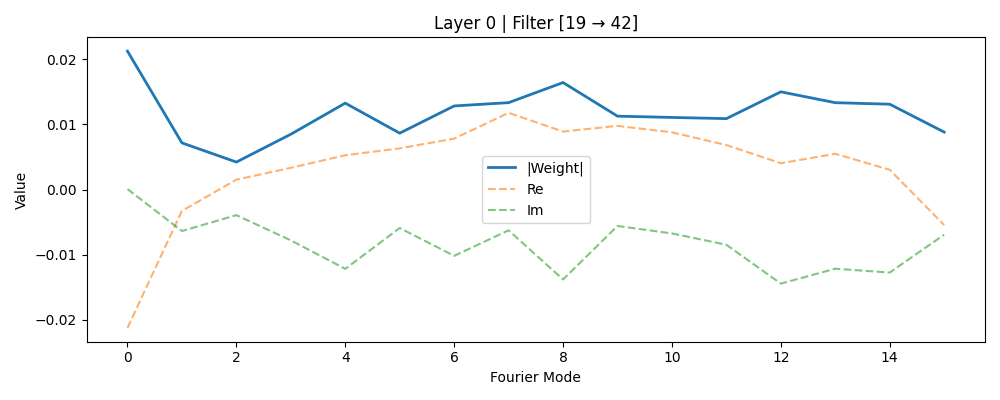 Layer 0 | Filter [19 → 42]
Value
0.02
0.01
0.00
−0.01
−0.02
|Weight|
Re
Im
0 2 4 6 8 10 12 14
Fourier Mode